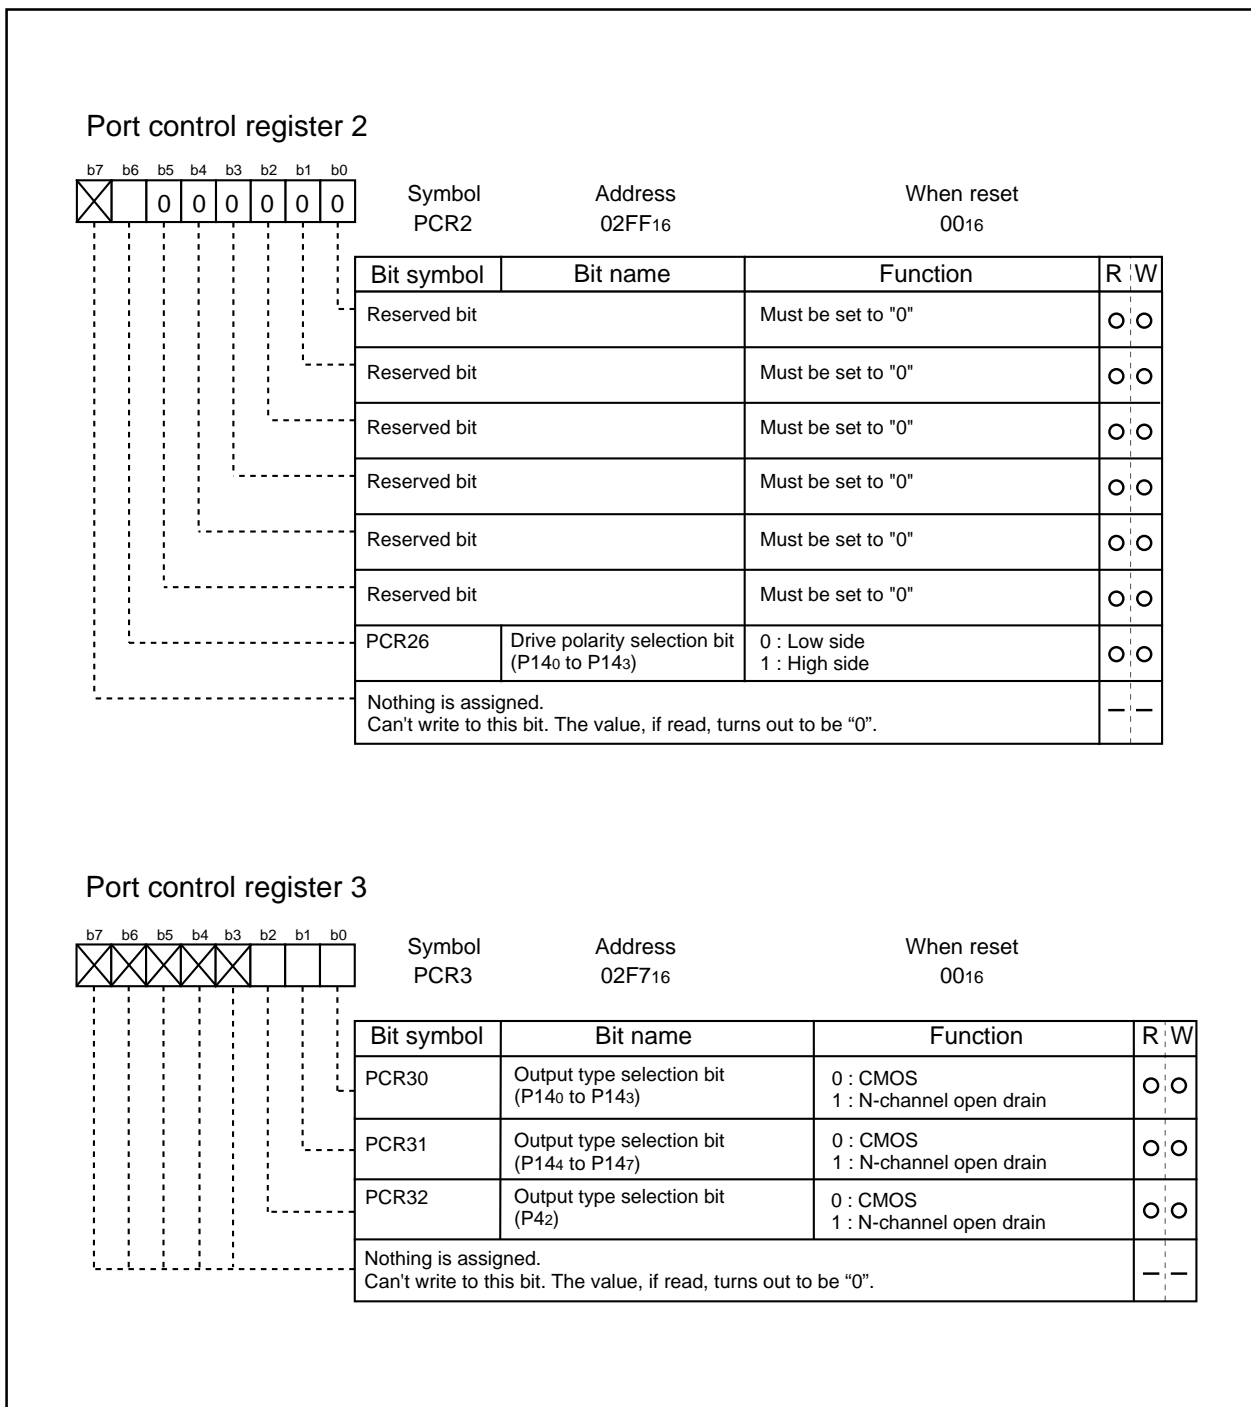 Port control register 2
b7 b6 b5 b4 b3 b2 b1 b0
0 0 0 0 0 0
Symbol Address When reset
PCR2 02FF16 0016
Bit symbol Bit name Function R W
Reserved bit Must be set to "0"
Reserved bit Must be set to "0"
Reserved bit Must be set to "0"
Reserved bit Must be set to "0"
Reserved bit Must be set to "0"
Reserved bit Must be set to "0"
PCR26 Drive polarity selection bit 0 : Low side
(P140 to P143) 1 : High side
Nothing is assigned.
Can't write to this bit. The value, if read, turns out to be “0”.
Port control register 3
b7 b6 b5 b4 b3 b2 b1 b0
Symbol Address When reset
PCR3 02F716 0016
Bit symbol Bit name Function R W
PCR30 Output type selection bit 0 : CMOS
(P140 to P143) 1 : N-channel open drain
PCR31 Output type selection bit 0 : CMOS
(P144 to P147) 1 : N-channel open drain
PCR32 Output type selection bit 0 : CMOS
(P42) 1 : N-channel open drain
Nothing is assigned.
Can't write to this bit. The value, if read, turns out to be “0”.